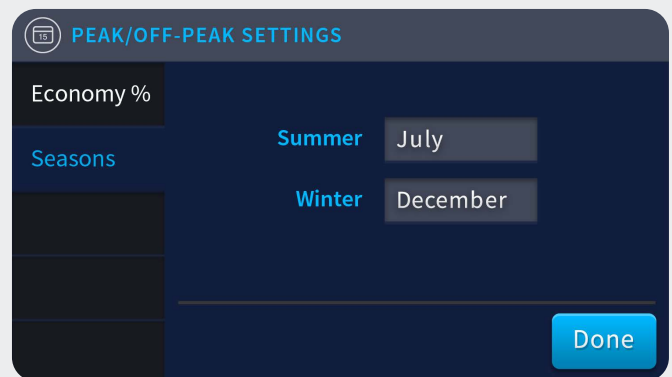 15
PEAK/OFF-PEAK SETTINGS
Economy %
Seasons
Summer July
Winter December
Done